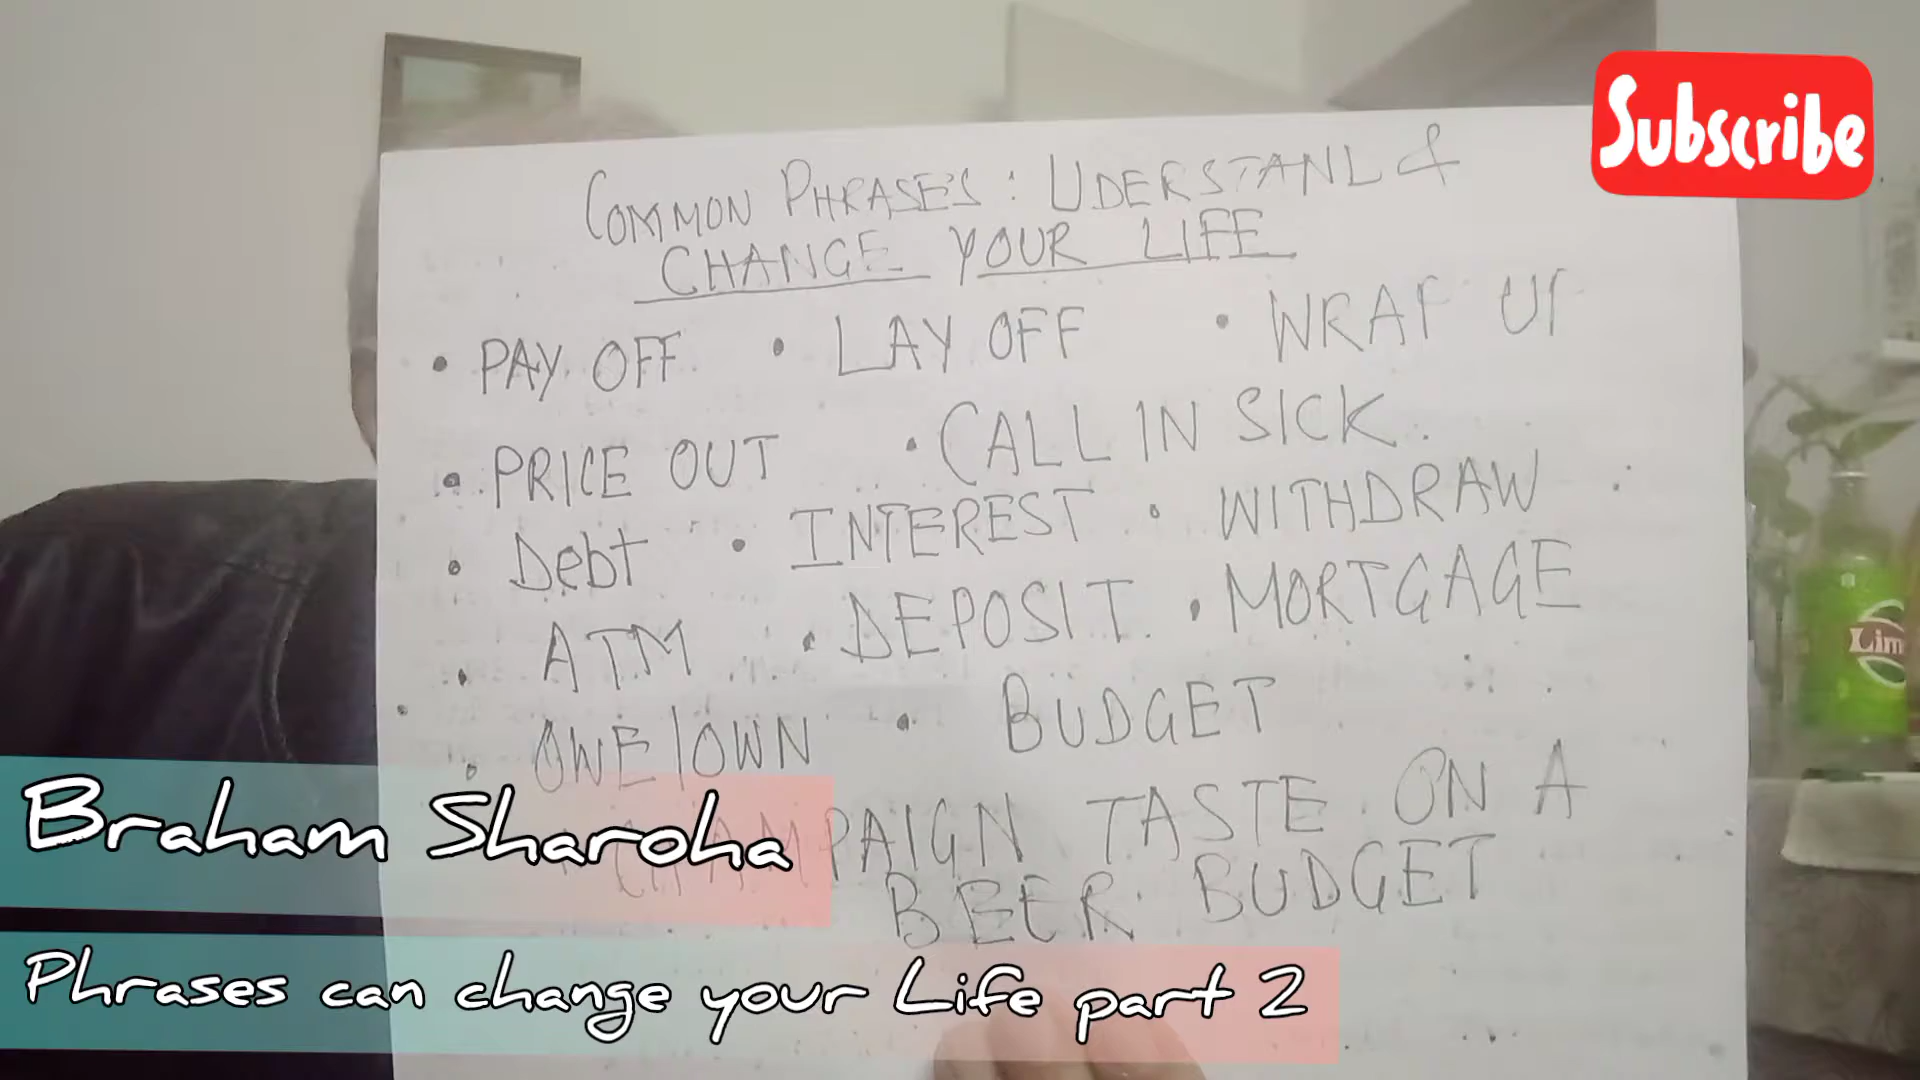 Subscribe
COMMON PHRASES: UDERSTANL &
CHANGE YOUR LIFE
• PAY OFF • LAY OFF • WRAP UP
• PRICE OUT • CALL IN SICK.
• Debt • INTEREST • WITHDRAW
• ATM • DEPOSIT • MORTGAGE
• OWE/OWN • BUDGET
CHAMPAIGN TASTE ON A
BEER BUDGET
Braham Sharoha
Phrases can change your Life part 2
Lim